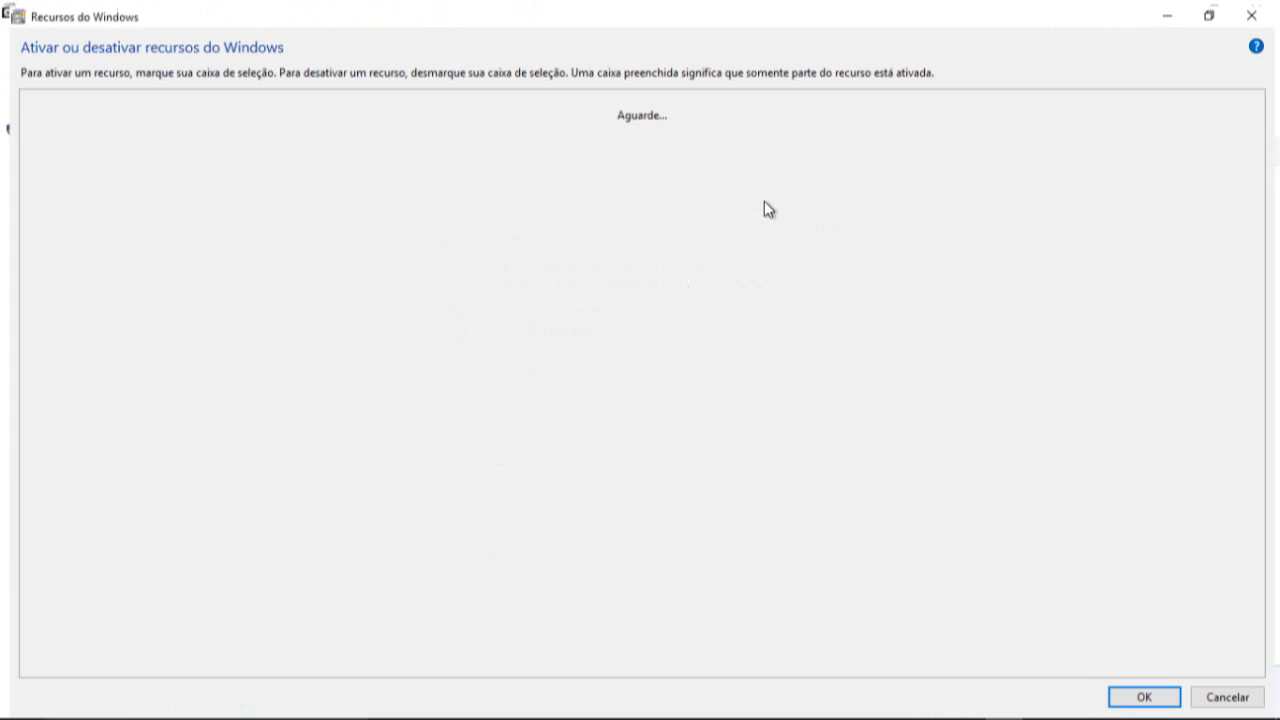 Recursos do Windows
Ativar ou desativar recursos do Windows
Para ativar um recurso, marque sua caixa de seleção. Para desativar um recurso, desmarque sua caixa de seleção. Uma caixa preenchida significa que somente parte do recurso está ativada.
Aguarde...
OK
Cancelar